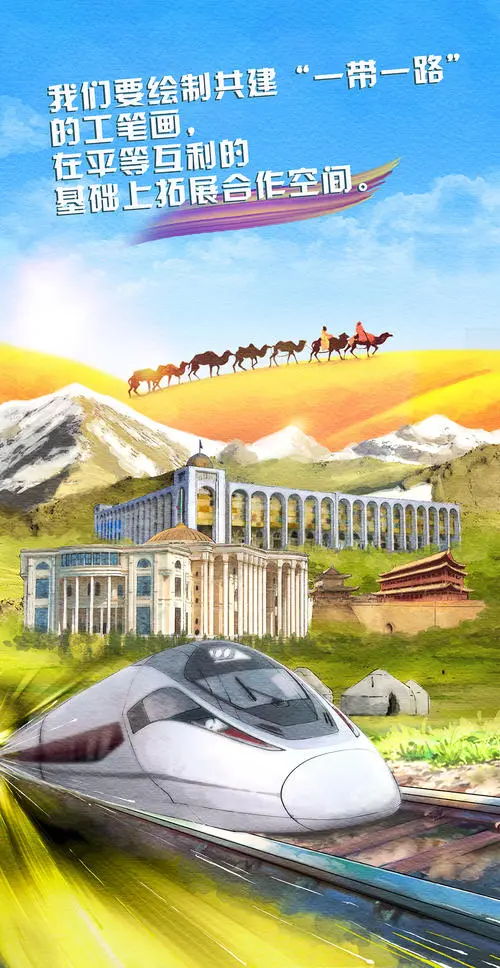 我们要绘制共建“一带一路”
的工笔画，
在平等互利的
基础上拓展合作空间。